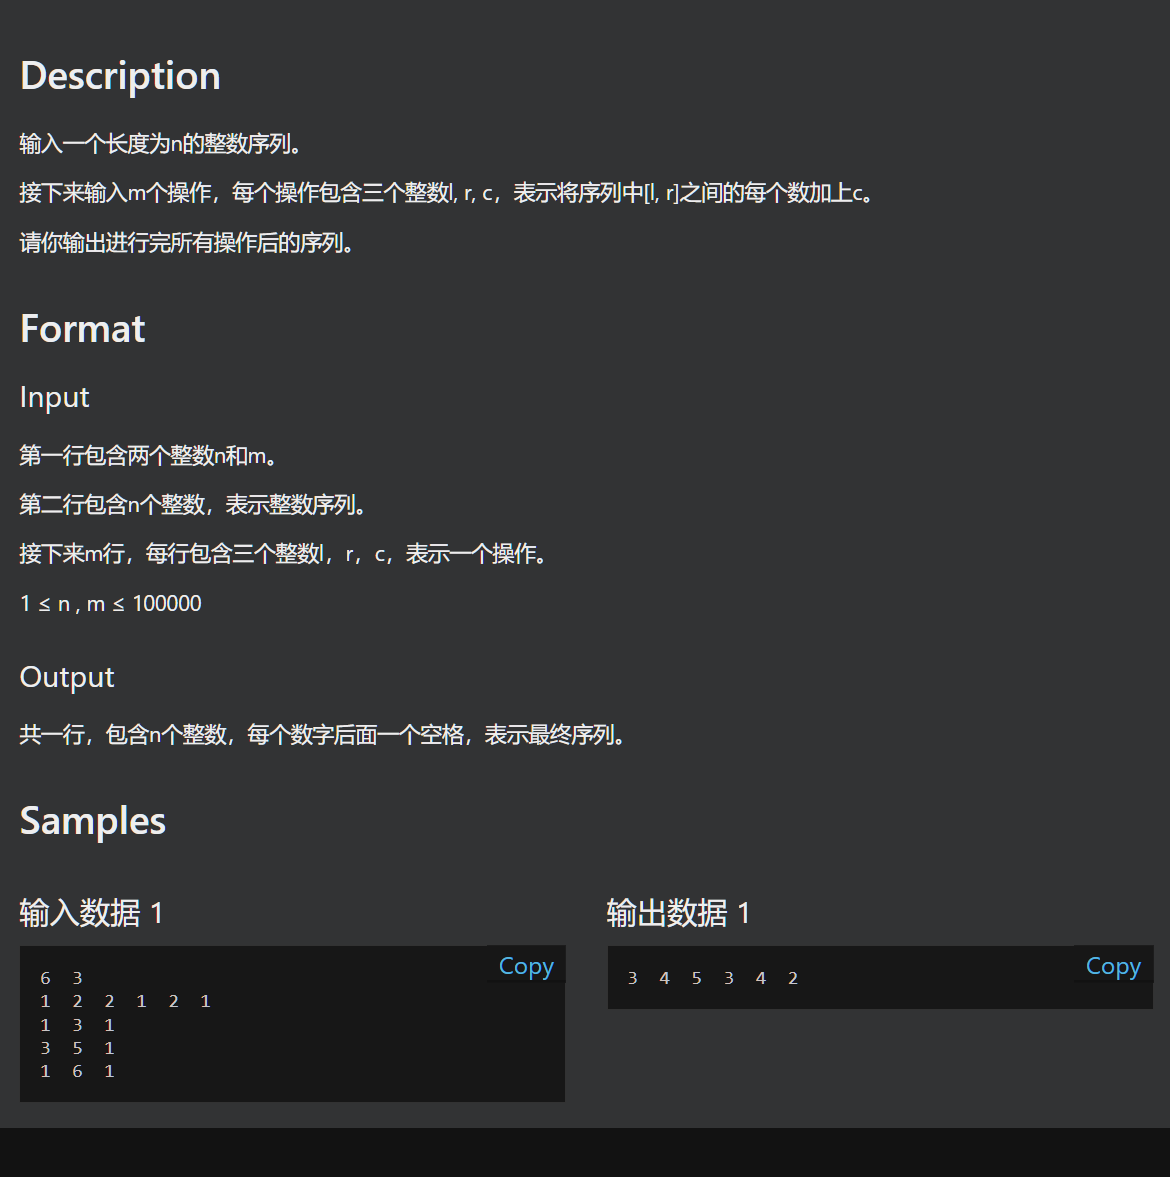 Description
输入一个长度为n的整数序列。
接下来输入m个操作，每个操作包含三个整数l, r, c，表示将序列中[l, r]之间的每个数加上c。
请你输出进行完所有操作后的序列。
Format
Input
第一行包含两个整数n和m。
第二行包含n个整数，表示整数序列。
接下来m行，每行包含三个整数l，r，c，表示一个操作。
1 ≤ n , m ≤ 100000
Output
共一行，包含n个整数，每个数字后面一个空格，表示最终序列。
Samples
输入数据 1
Copy
6 3
1 2 2 1 2 1
1 3 1
3 5 1
1 6 1
输出数据 1
Copy
3 4 5 3 4 2